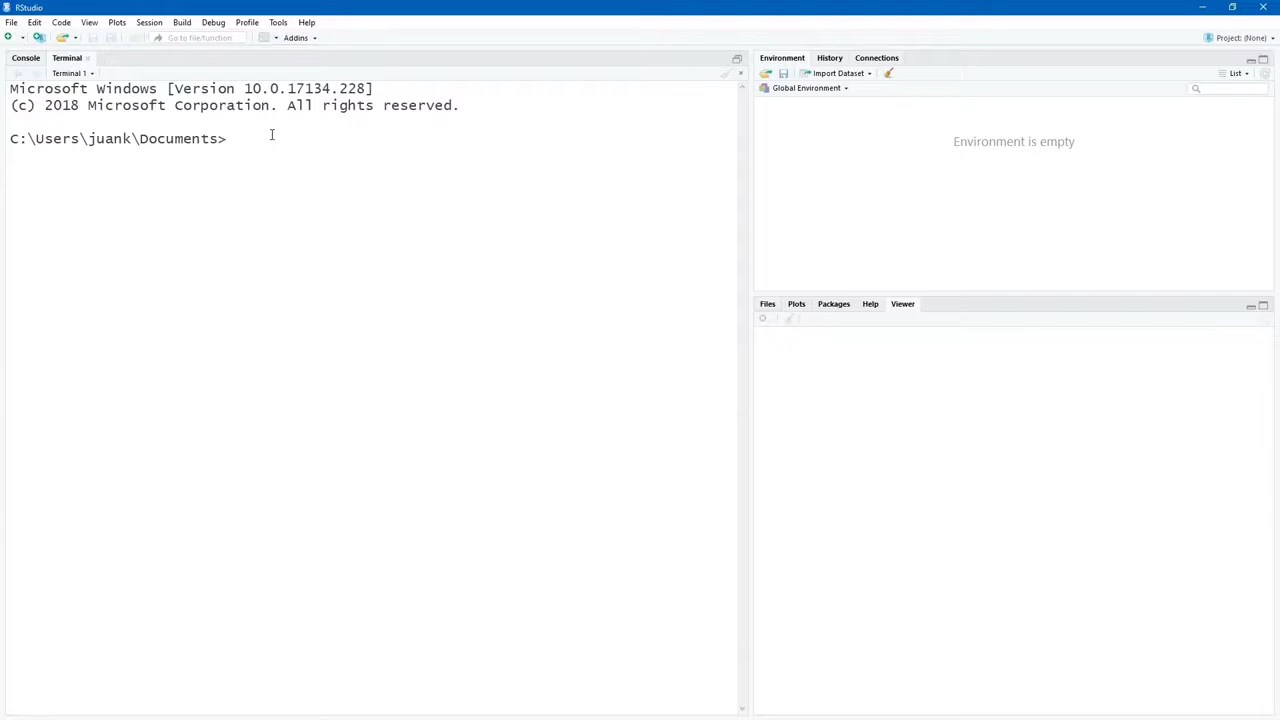 RStudio
File Edit Code View Plots Session Build Debug Profile Tools Help
Go to file/function Addins Project: (None)
Console Terminal
Terminal 1
Microsoft Windows [Version 10.0.17134.228]
(c) 2018 Microsoft Corporation. All rights reserved.
C:\Users\juank\Documents>
Environment History Connections
Import Dataset List
Global Environment
Environment is empty
Files Plots Packages Help Viewer